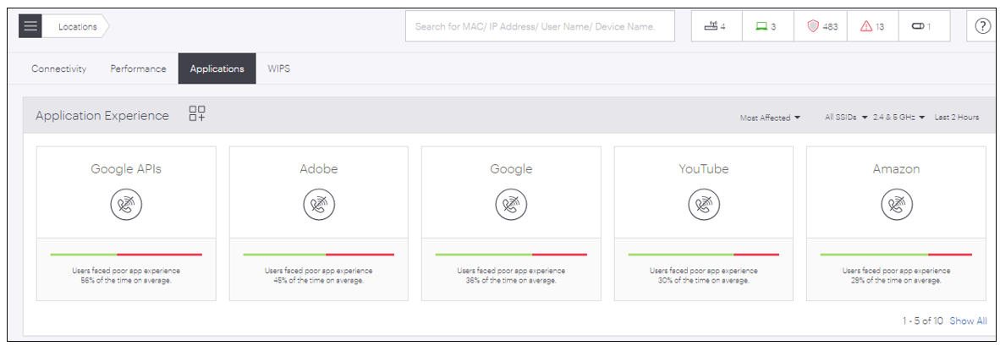 Locations
Search for MAC/ IP Address/ User Name/ Device Name.
4
3
483
13
1
?
Connectivity
Performance
Applications
WIPS
Application Experience
Most Affected
All SSIDs
2.4 & 5 GHz
Last 2 Hours
Google APIs
Users faced poor app experience
56% of the time on average.
Adobe
Users faced poor app experience
45% of the time on average.
Google
Users faced poor app experience
36% of the time on average.
YouTube
Users faced poor app experience
30% of the time on average.
Amazon
Users faced poor app experience
29% of the time on average.
1 - 5 of 10 Show All